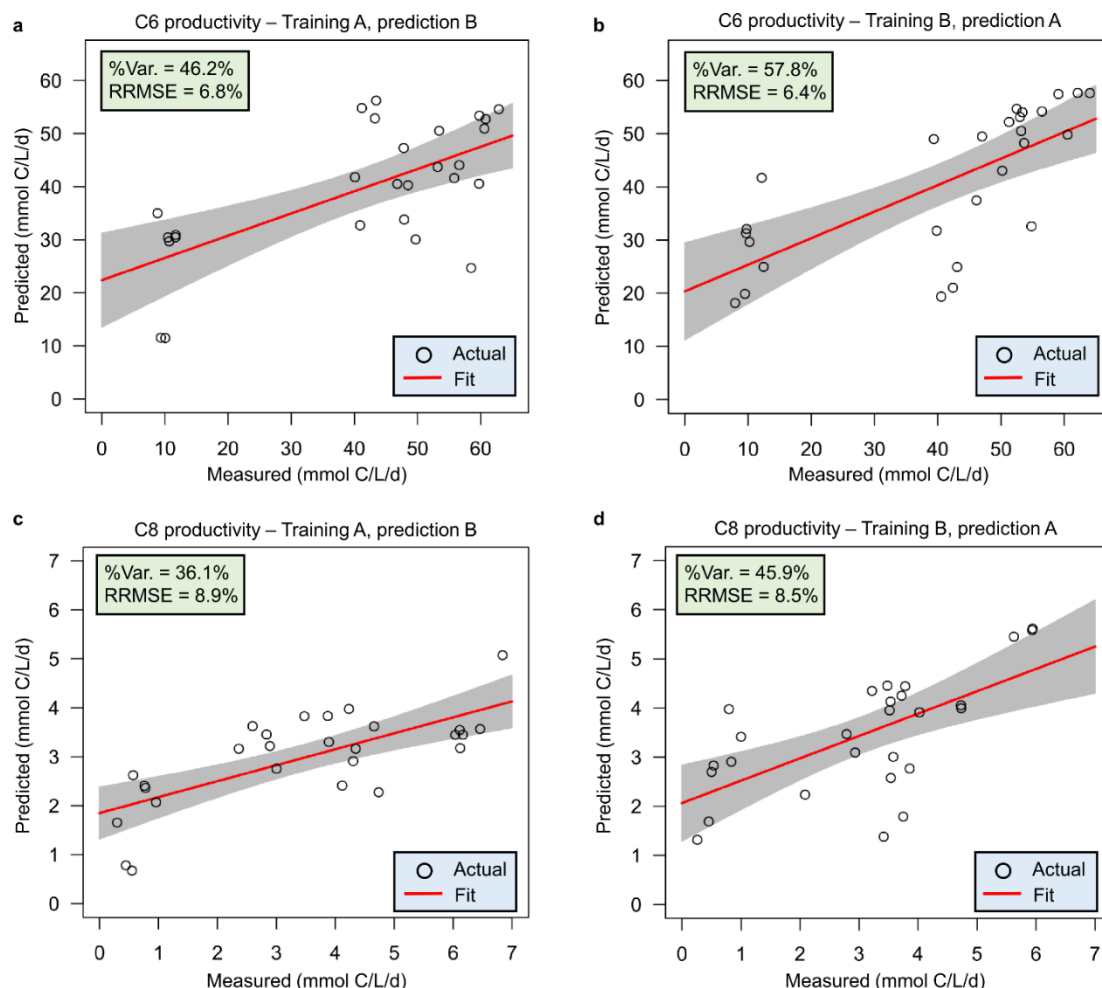 a
C6 productivity – Training A, prediction B
%Var. = 46.2%
RRMSE = 6.8%
60
50
40
30
20
10
0
Predicted (mmol C/L/d)
Actual
Fit
0 10 20 30 40 50 60
Measured (mmol C/L/d)
b
C6 productivity – Training B, prediction A
%Var. = 57.8%
RRMSE = 6.4%
60
50
40
30
20
10
0
Predicted (mmol C/L/d)
Actual
Fit
0 10 20 30 40 50 60
Measured (mmol C/L/d)
c
C8 productivity – Training A, prediction B
%Var. = 36.1%
RRMSE = 8.9%
7
6
5
4
3
2
1
0
Predicted (mmol C/L/d)
Actual
Fit
0 1 2 3 4 5 6 7
Measured (mmol C/L/d)
d
C8 productivity – Training B, prediction A
%Var. = 45.9%
RRMSE = 8.5%
7
6
5
4
3
2
1
0
Predicted (mmol C/L/d)
Actual
Fit
0 1 2 3 4 5 6 7
Measured (mmol C/L/d)